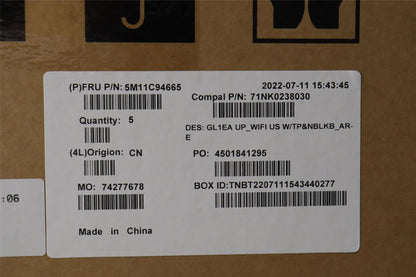 (P)FRU P/N: 5M11C94665
2022-07-11 15:43:45
Compal P/N: 71NK0238030
Quantity: 5
DES: GL1EA UP_WIFI US W/TP&NBLKB_AR-
E
(4L)Origion: CN
PO: 4501841295
MO: 74277678
BOX ID:TNBT2207111543440277
Made in China
:06